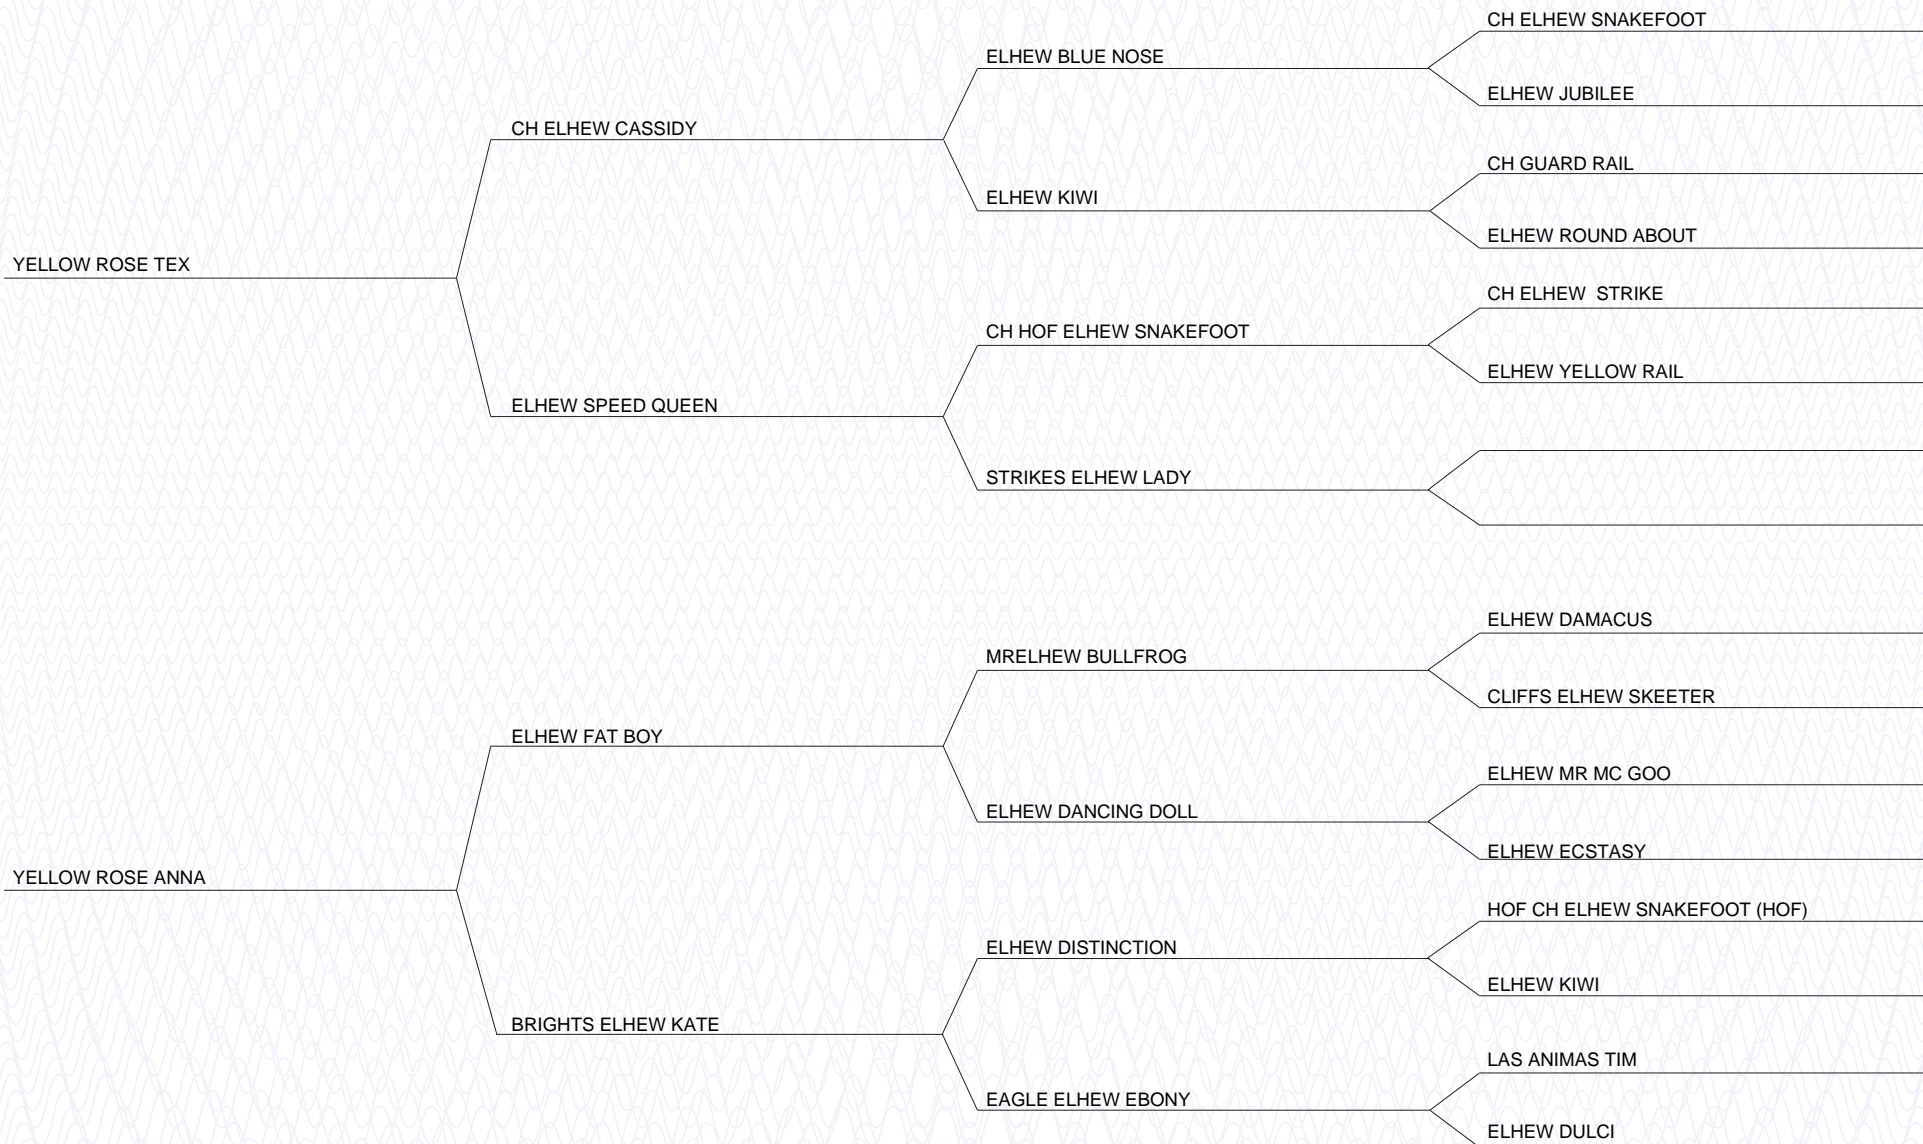 CH ELHEW SNAKEFOOT
ELHEW BLUE NOSE
ELHEW JUBILEE
CH ELHEW CASSIDY
CH GUARD RAIL
ELHEW KIWI
ELHEW ROUND ABOUT
YELLOW ROSE TEX
CH ELHEW  STRIKE
CH HOF ELHEW SNAKEFOOT
ELHEW YELLOW RAIL
ELHEW SPEED QUEEN
STRIKES ELHEW LADY
ELHEW DAMACUS
MRELHEW BULLFROG
CLIFFS ELHEW SKEETER
ELHEW FAT BOY
ELHEW MR MC GOO
ELHEW DANCING DOLL
ELHEW ECSTASY
YELLOW ROSE ANNA
HOF CH ELHEW SNAKEFOOT (HOF)
ELHEW DISTINCTION
ELHEW KIWI
BRIGHTS ELHEW KATE
LAS ANIMAS TIM
EAGLE ELHEW EBONY
ELHEW DULCI